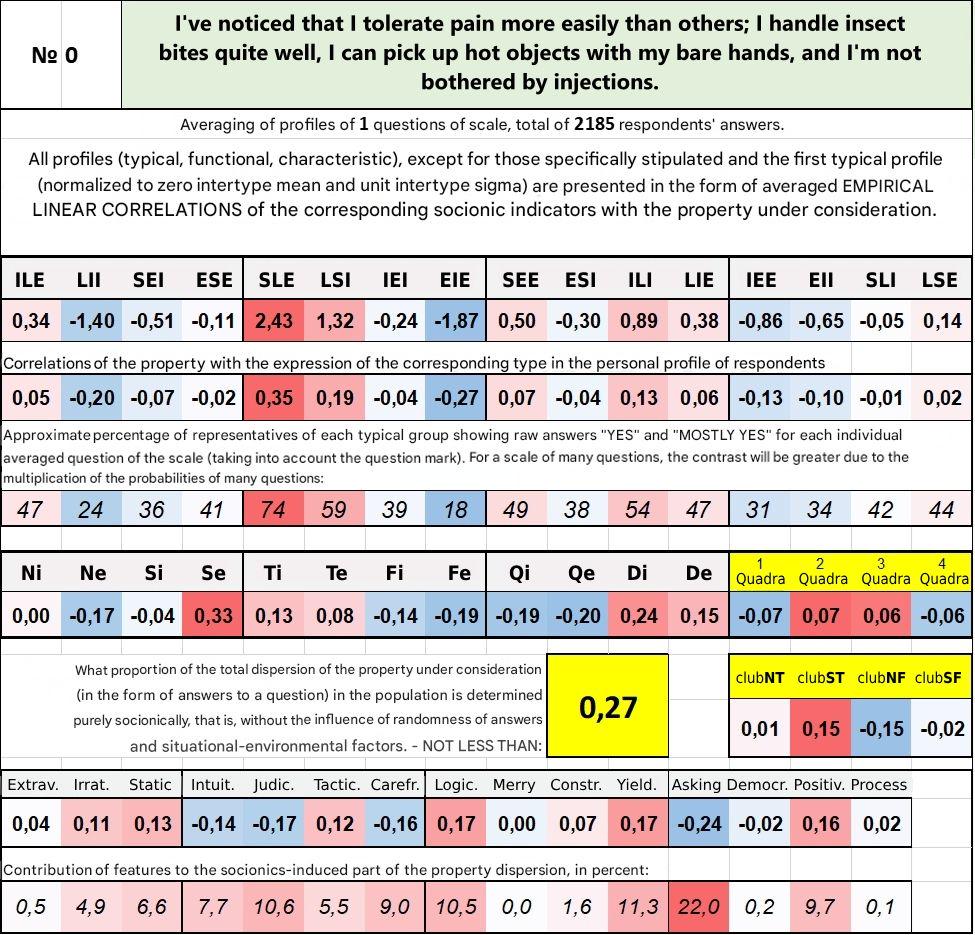 № 0
I've noticed that I tolerate pain more easily than others; I handle insect
bites quite well, I can pick up hot objects with my bare hands, and I'm not
bothered by injections.
Averaging of profiles of 1 questions of scale, total of 2185 respondents' answers.
All profiles (typical, functional, characteristic), except for those specifically stipulated and the first typical profile
(normalized to zero intertype mean and unit intertype sigma) are presented in the form of averaged EMPIRICAL
LINEAR CORRELATIONS of the corresponding socionic indicators with the property under consideration.
ILE LII SEI ESE SLE LSI IEI EIE SEE ESI ILI LIE IEE EII SLI LSE
0,34 -1,40 -0,51 -0,11 2,43 1,32 -0,24 -1,87 0,50 -0,30 0,89 0,38 -0,86 -0,65 -0,05 0,14
Correlations of the property with the expression of the corresponding type in the personal profile of respondents
0,05 -0,20 -0,07 -0,02 0,35 0,19 -0,04 -0,27 0,07 -0,04 0,13 0,06 -0,13 -0,10 -0,01 0,02
Approximate percentage of representatives of each typical group showing raw answers "YES" and "MOSTLY YES" for each individual
averaged question of the scale (taking into account the question mark). For a scale of many questions, the contrast will be greater due to the
multiplication of the probabilities of many questions:
47 24 36 41 74 59 39 18 49 38 54 47 31 34 42 44
Ni Ne Si Se Ti Te Fi Fe Qi Qe Di De 1 Quadra 2 Quadra 3 Quadra 4 Quadra
0,00 -0,17 -0,04 0,33 0,13 0,08 -0,14 -0,19 -0,19 -0,20 0,24 0,15 -0,07 0,07 0,06 -0,06
What proportion of the total dispersion of the property under consideration
(in the form of answers to a question) in the population is determined
purely socionically, that is, without the influence of randomness of answers
and situational-environmental factors. - NOT LESS THAN:
0,27
clubNT clubST clubNF clubSF
0,01 0,15 -0,15 -0,02
Extrav. Irrat. Static Intuit. Judic. Tactic. Carefr. Logic. Merry Constr. Yield. Asking Democr. Positiv. Process
0,04 0,11 0,13 -0,14 -0,17 0,12 -0,16 0,17 0,00 0,07 0,17 -0,24 -0,02 0,16 0,02
Contribution of features to the socionics-induced part of the property dispersion, in percent:
0,5 4,9 6,6 7,7 10,6 5,5 9,0 10,5 0,0 1,6 11,3 22,0 0,2 9,7 0,1